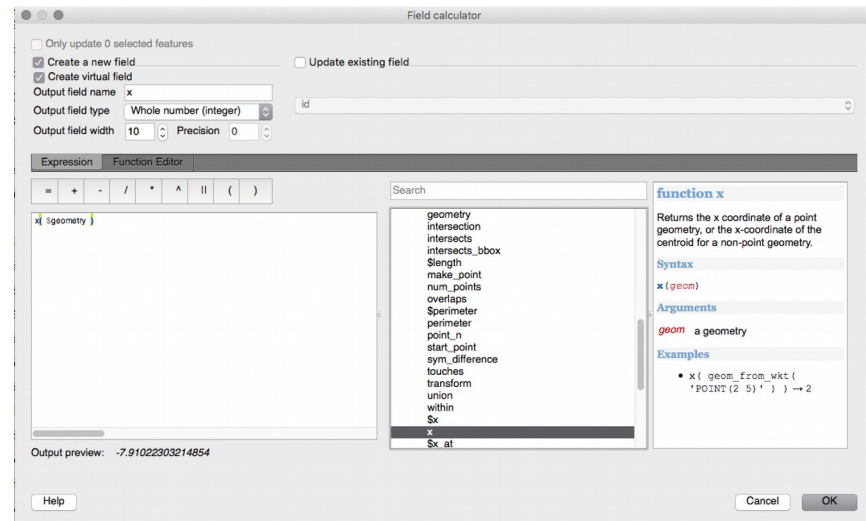 Field calculator
Only update 0 selected features
Create a new field
Update existing field
Create virtual field
Output field name x
Output field type Whole number (integer)
id
Output field width 10 Precision 0
Expression Function Editor
= + - / * ^ || ( )
Search
x( $geometry )
geometry
intersection
intersects
intersects_bbox
$length
make_point
num_points
overlaps
$perimeter
perimeter
point_n
start_point
sym_difference
touches
transform
union
within
$x
x
$x_at
function x
Returns the x coordinate of a point
geometry, or the x-coordinate of the
centroid for a non-point geometry.
Syntax
x(geom)
Arguments
geom a geometry
Examples
• x( geom_from_wkt(
'POINT(2 5)' ) ) → 2
Output preview: -7.91022303214854
Help
Cancel
OK